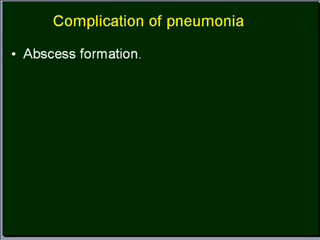 Complication of pneumonia
• Abscess formation.